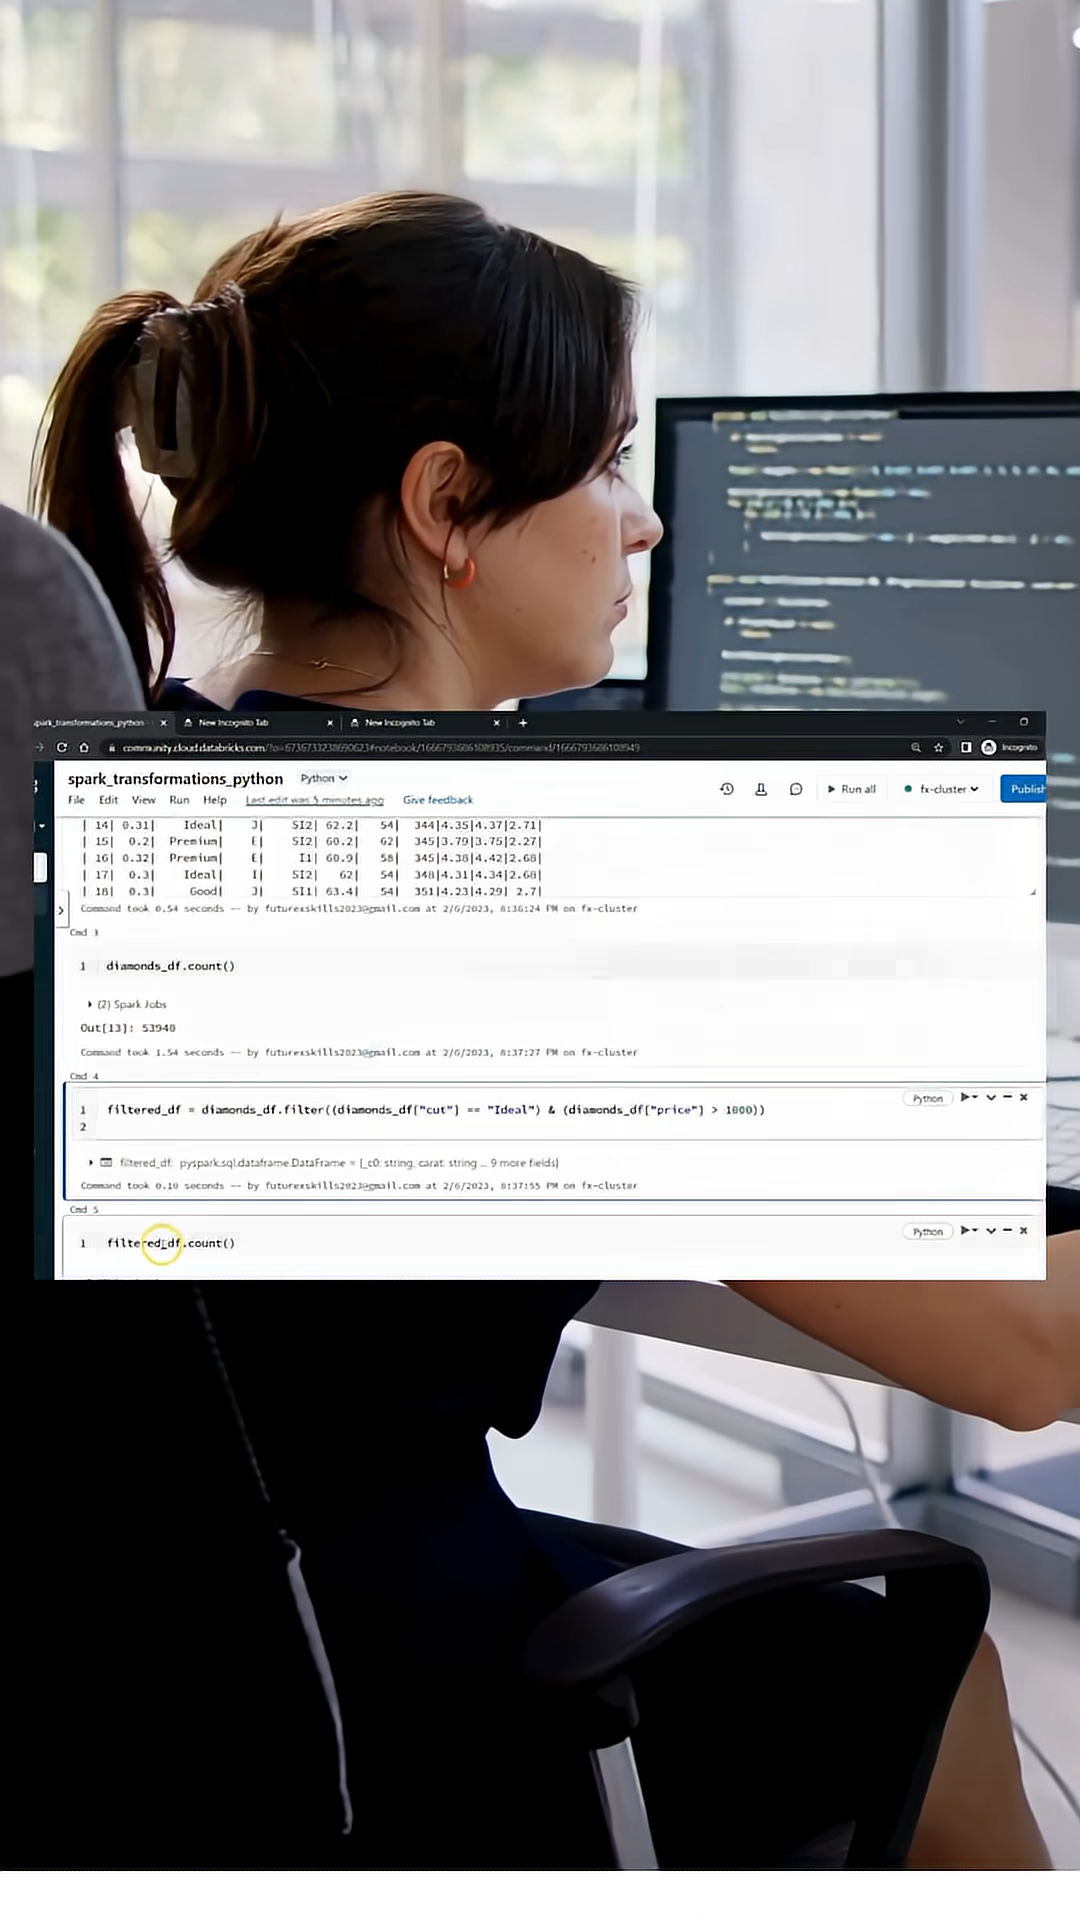 spark_transformations_python
New Incognito Tab
New Incognito Tab
Incognito
spark_transformations_python Python
File Edit View Run Help Last edit was 5 minutes ago Give feedback
Run all fx-cluster Publish
| 14| 0.31| Ideal| J| SI2| 62.2| 54| 344|4.35|4.37|2.71|
| 15| 0.2| Premium| E| SI2| 60.2| 62| 345|3.79|3.75|2.27|
| 16| 0.32| Premium| E| I1| 60.9| 58| 345|4.38|4.42|2.68|
| 17| 0.3| Ideal| I| SI2| 62| 54| 348|4.31|4.34|2.68|
| 18| 0.3| Good| J| SI1| 63.4| 54| 351|4.23|4.29| 2.7|
Command took 0.54 seconds -- by futurexskills2023@gmail.com at 2/6/2023, 8:36:24 PM on fx-cluster
Cmd 3
1 diamonds_df.count()
(2) Spark Jobs
Out[13]: 53940
Command took 1.54 seconds -- by futurexskills2023@gmail.com at 2/6/2023, 8:37:27 PM on fx-cluster
Cmd 4
Python
1 filtered_df = diamonds_df.filter((diamonds_df["cut"] == "Ideal") & (diamonds_df["price"] > 1000))
2
filtered_df: pyspark.sql.dataframe.DataFrame = [_c0: string, carat: string ... 9 more fields]
Command took 0.10 seconds -- by futurexskills2023@gmail.com at 2/6/2023, 8:37:55 PM on fx-cluster
Cmd 5
Python
1 filtered_df.count()